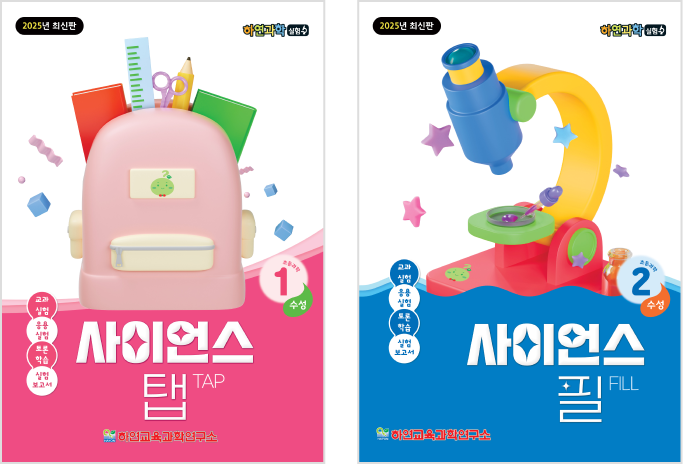 2025년 최신판
하연과학 실험
초등과학
1
수성
교과
실험
응용
실험
토론
학습
실험
보고서
사이언스
탭 TAP
하연교육과학연구소
2025년 최신판
하연과학 실험
초등과학
2
수성
교과
실험
응용
실험
토론
학습
실험
보고서
사이언스
필 FILL
하연교육과학연구소